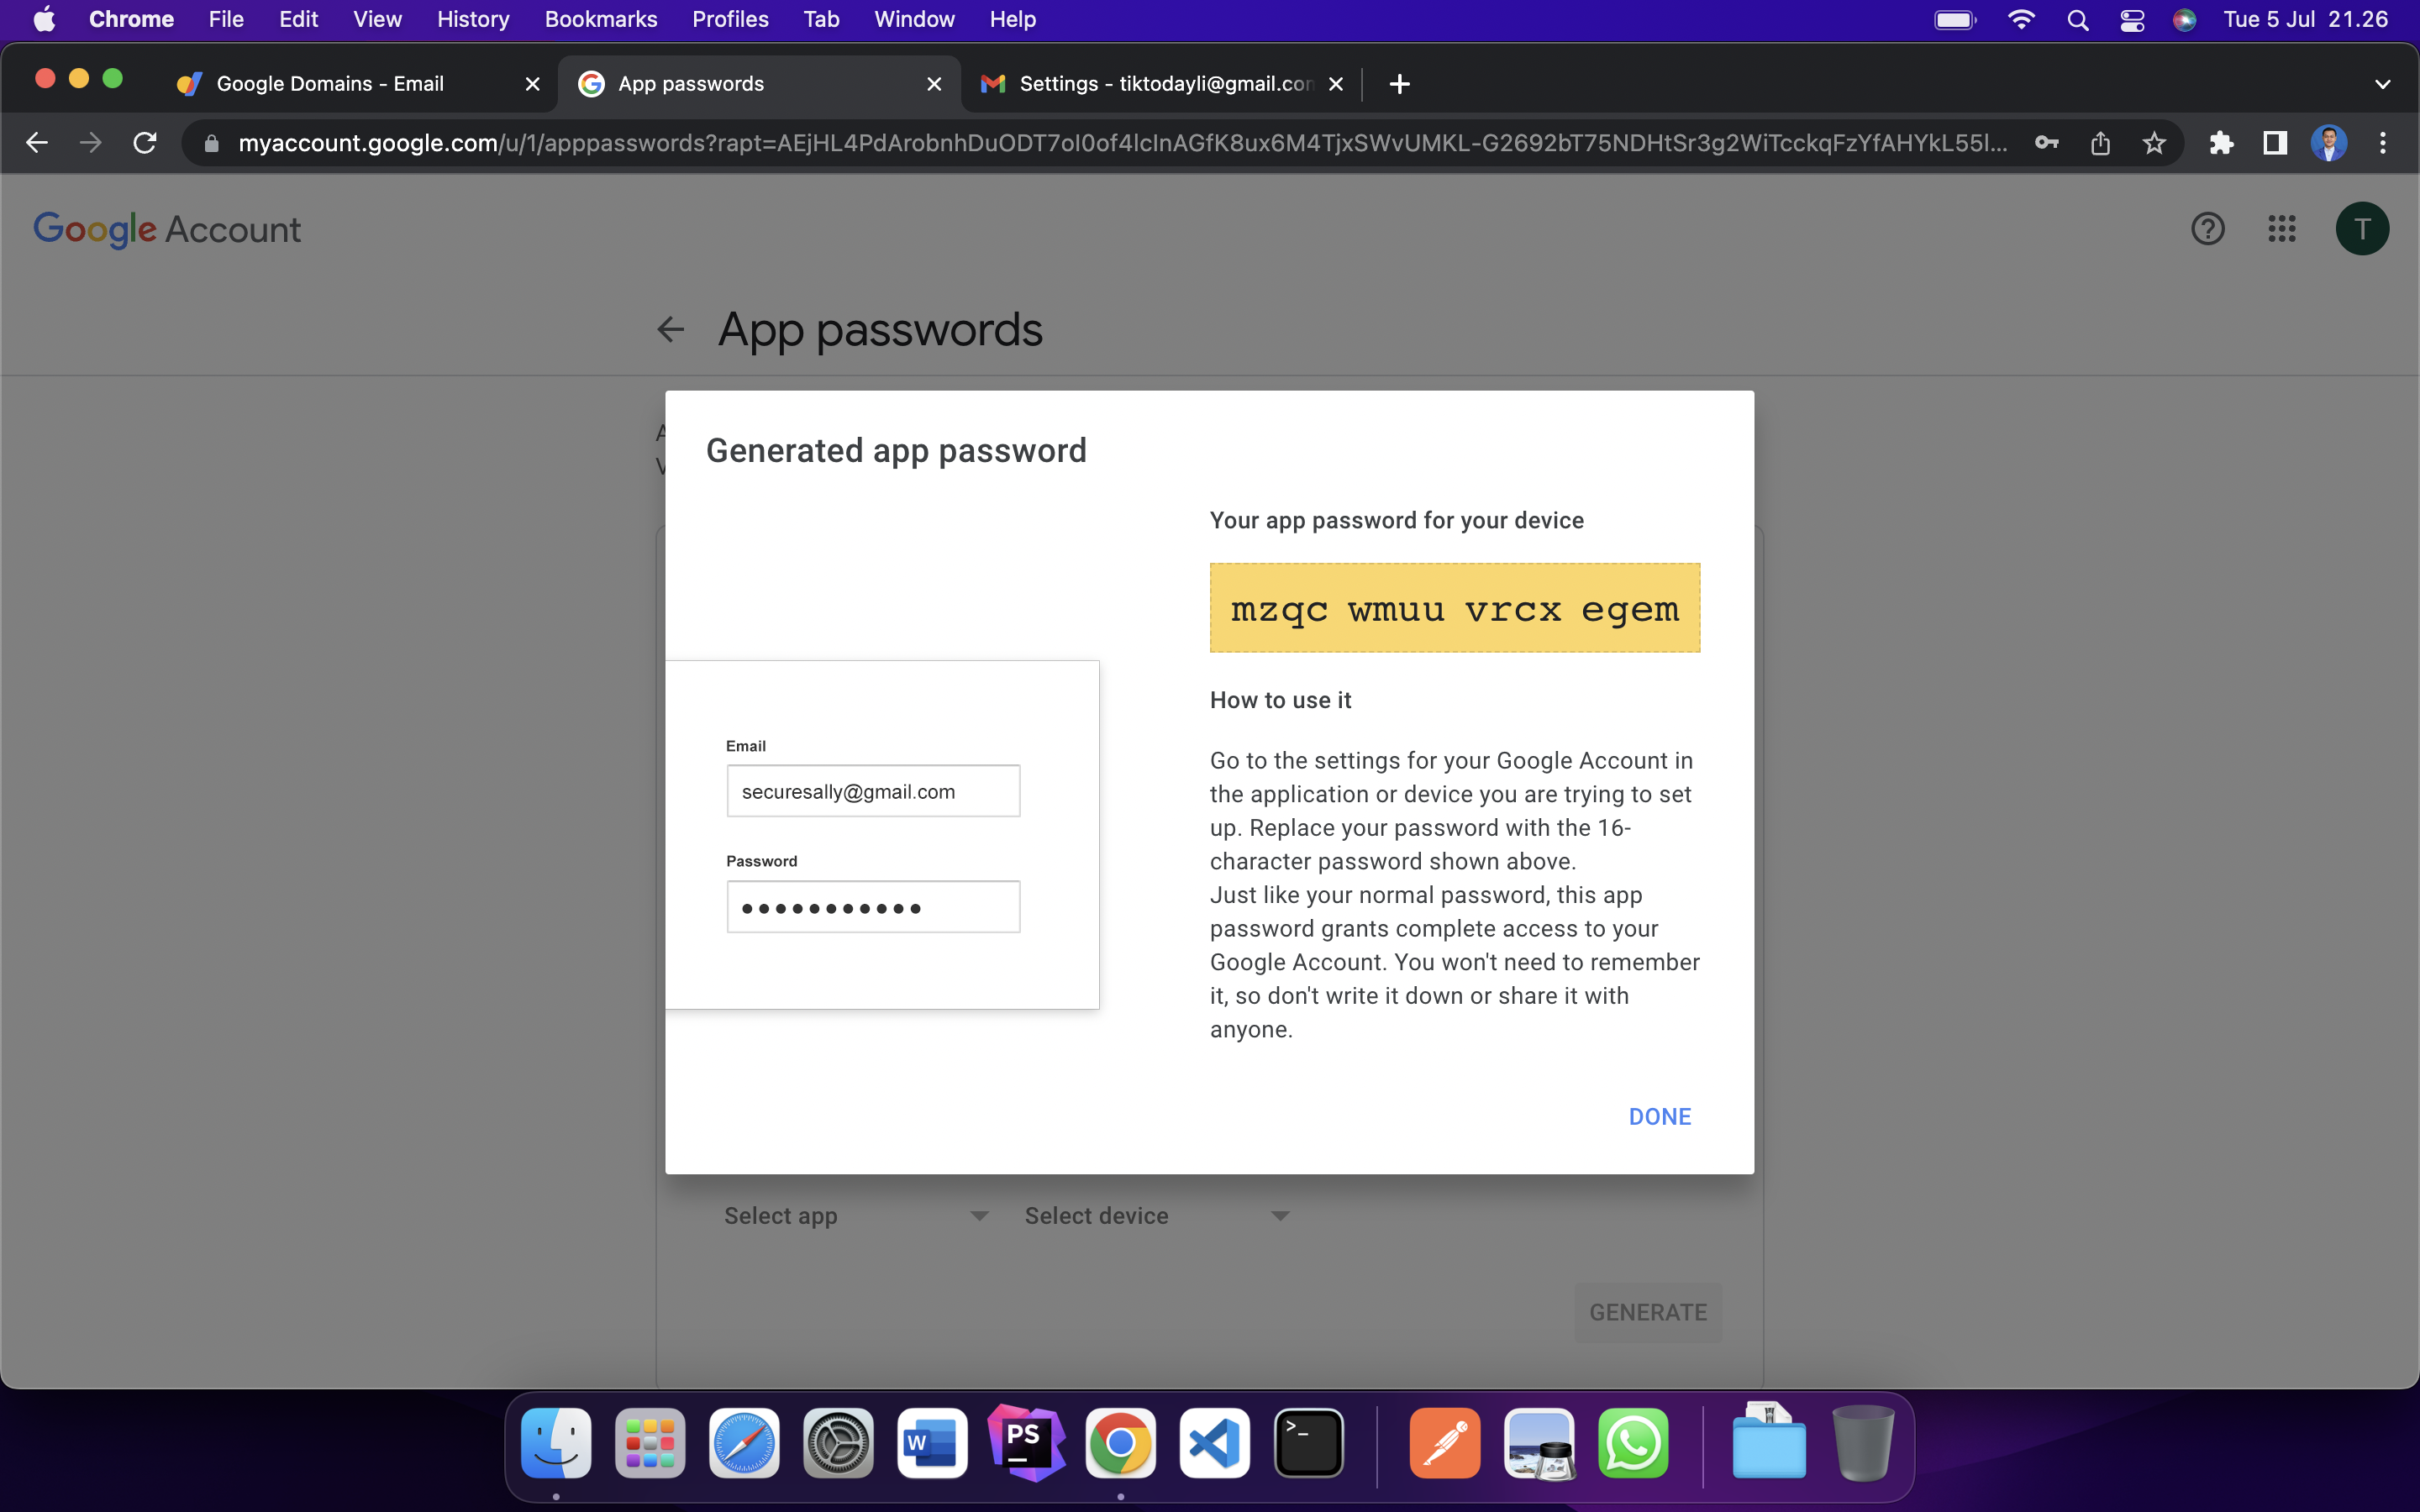 Chrome File Edit View History Bookmarks Profiles Tab Window Help Tue 5 Jul 21.26
Google Domains - Email App passwords Settings - tiktodayli@gmail.com
myaccount.google.com/u/1/apppasswords?rapt=
Google Account T
App passwords
Generated app password
Your app password for your device
mzqc wmuu vrcx egem
How to use it
Email
securesally@gmail.com
Password
Go to the settings for your Google Account in
the application or device you are trying to set
up. Replace your password with the 16-
character password shown above.
Just like your normal password, this app
password grants complete access to your
Google Account. You won't need to remember
it, so don't write it down or share it with
anyone.
DONE
Select app Select device
GENERATE
W PS >_